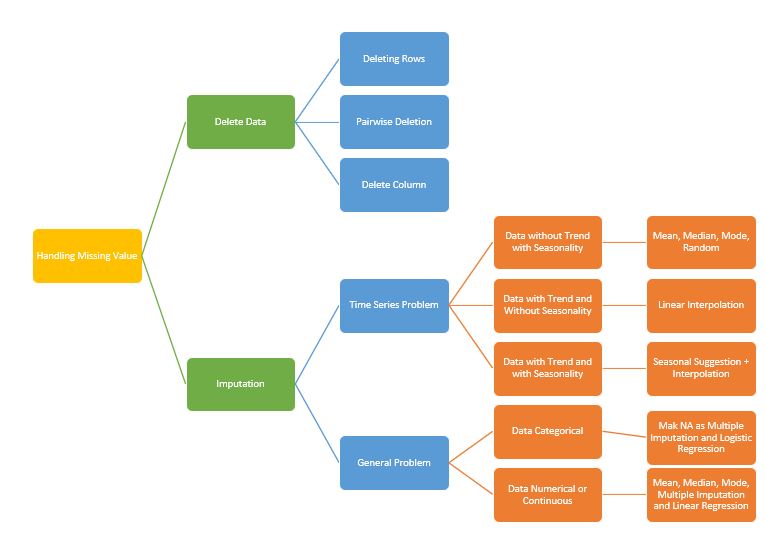 Deleting Rows
Delete Data
Pairwise Deletion
Delete Column
Handling Missing Value
Data without Trend
with Seasonality
Mean, Median, Mode,
Random
Time Series Problem
Data with Trend and
Without Seasonality
Linear Interpolation
Data with Trend and
with Seasonality
Seasonal Suggestion +
Interpolation
Imputation
Data Categorical
Mak NA as Multiple
Imputation and Logistic
Regression
General Problem
Data Numerical or
Continuous
Mean, Median, Mode,
Multiple Imputation
and Linear Regression